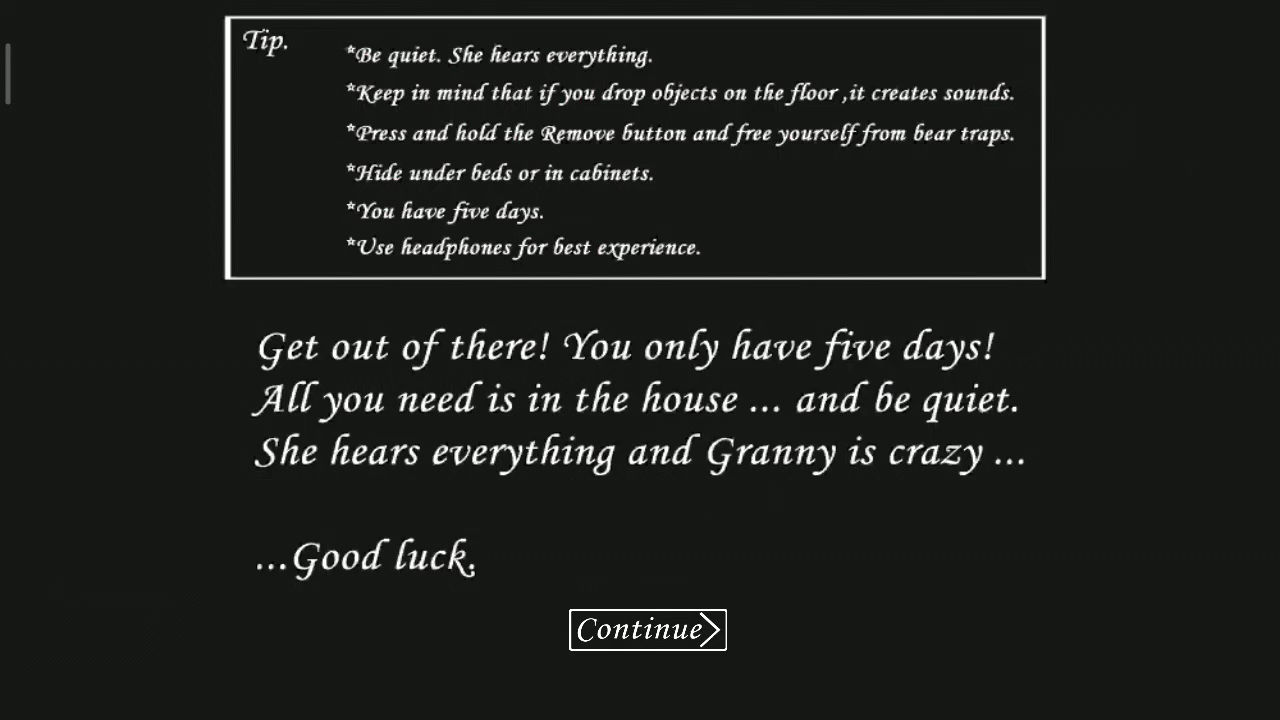 Tip.
*Be quiet. She hears everything.
*Keep in mind that if you drop objects on the floor ,it creates sounds.
*Press and hold the Remove button and free yourself from bear traps.
*Hide under beds or in cabinets.
*You have five days.
*Use headphones for best experience.
Get out of there! You only have five days!
All you need is in the house ... and be quiet.
She hears everything and Granny is crazy ...
...Good luck.
Continue